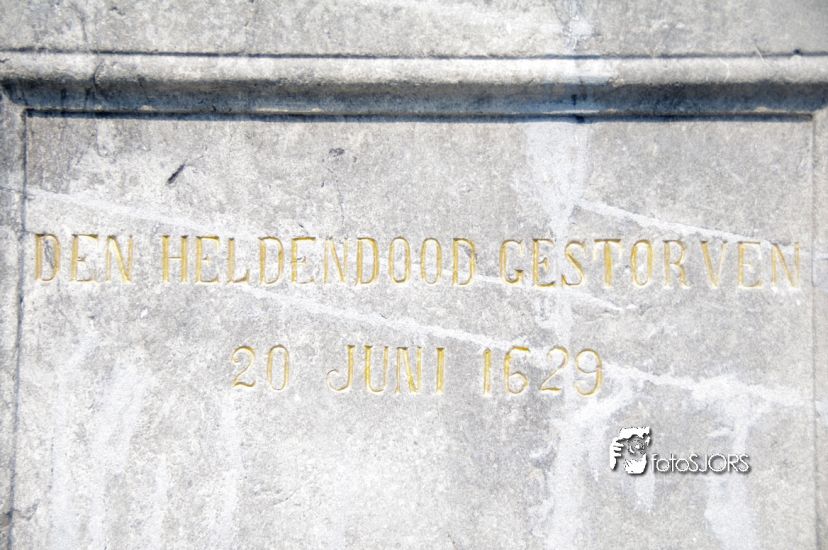 DEN HELDENDOOD GESTORVEN
20 JUNI 1629
fotoSJORS